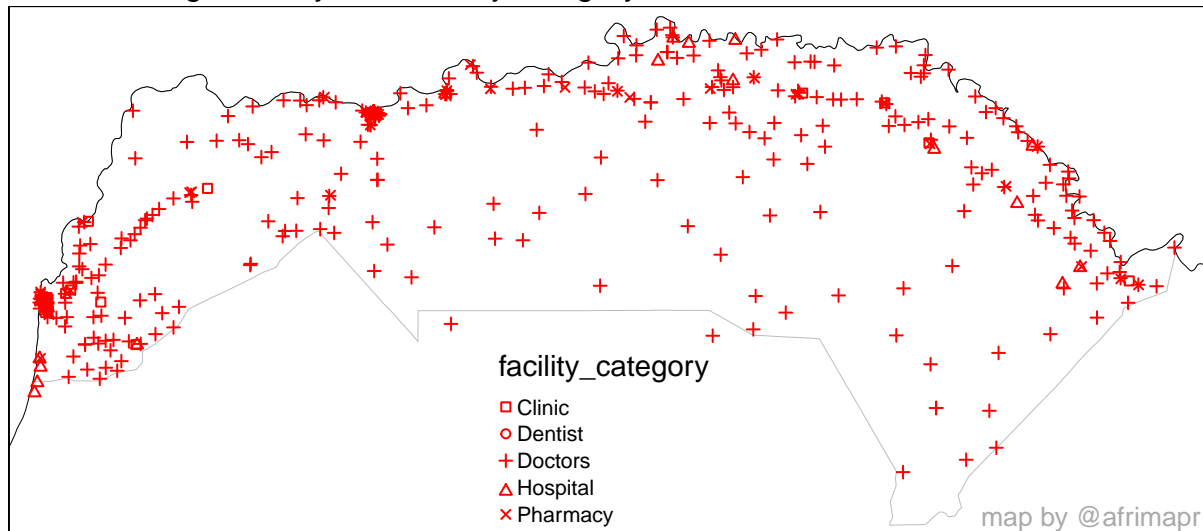 facility_category
Clinic
Dentist
Doctors
Hospital
Pharmacy
map by @afrimapr